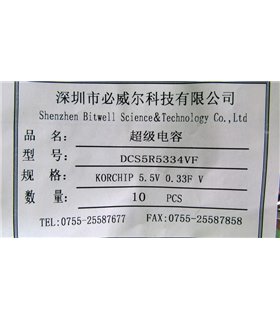 深圳市必威尔科技有限公司
Shenzhen Bitwell Science&Technology Co.,Ltd
品 名: 超级电容
型 号: DCS5R5334VF
规 格: KORCHIP 5.5V 0.33F V
数 量: 10 PCS
TEL:0755-25587677 FAX:0755-25587858